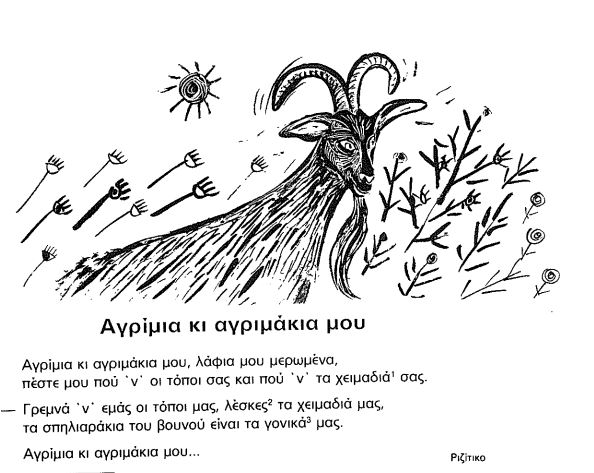 Αγρίμια κι αγριμάκια μου
Αγρίμια κι αγριμάκια μου, λάφια μου μερωμένα,
πέστε μου πού 'ν' οι τόποι σας και πού 'ν' τα χειμαδιά¹ σας.
— Γρεμνά 'ν' εμάς οι τόποι μας, λέσκες² τα χειμαδιά μας,
τα σπηλιαράκια του βουνού είναι τα γονικά³ μας.
Αγρίμια κι αγριμάκια μου...
Ριζίτικο